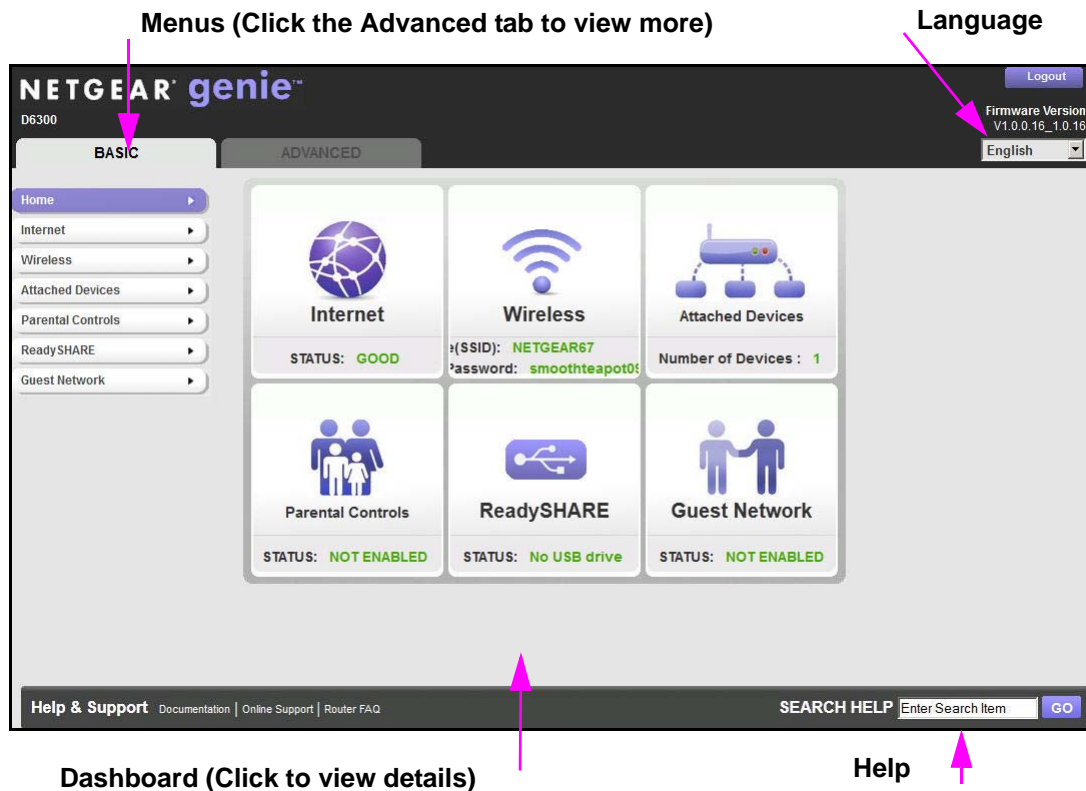 Menus (Click the Advanced tab to view more)
Language
NETGEAR® genie™
Logout
D6300
Firmware Version
V1.0.0.16_1.0.16
BASIC
ADVANCED
English
Home
Internet
Wireless
Attached Devices
Parental Controls
ReadySHARE
Guest Network
Internet
STATUS: GOOD
Wireless
e(SSID): NETGEAR67
Password: smoothteapot09
Attached Devices
Number of Devices : 1
Parental Controls
STATUS: NOT ENABLED
ReadySHARE
STATUS: No USB drive
Guest Network
STATUS: NOT ENABLED
Help & Support Documentation | Online Support | Router FAQ
SEARCH HELP Enter Search Item GO
Dashboard (Click to view details)
Help